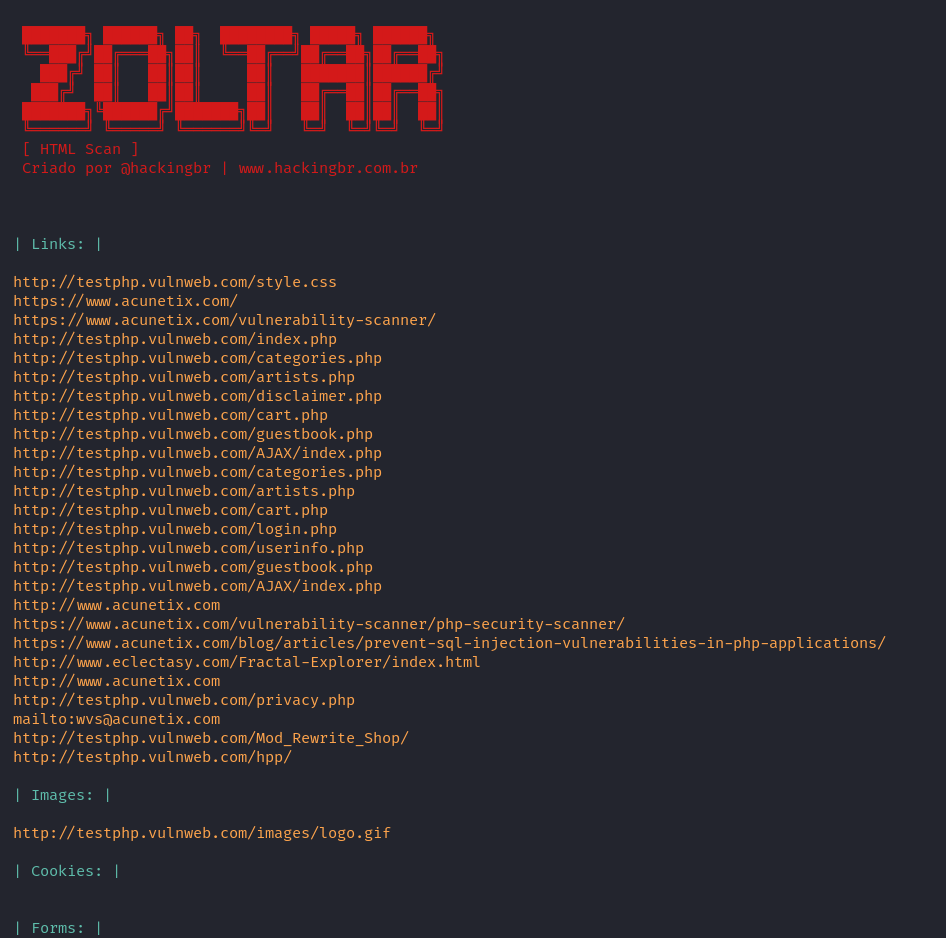 ZOLTAR
[ HTML Scan ]
Criado por @hackingbr | www.hackingbr.com.br
| Links: |
http://testphp.vulnweb.com/style.css
https://www.acunetix.com/
https://www.acunetix.com/vulnerability-scanner/
http://testphp.vulnweb.com/index.php
http://testphp.vulnweb.com/categories.php
http://testphp.vulnweb.com/artists.php
http://testphp.vulnweb.com/disclaimer.php
http://testphp.vulnweb.com/cart.php
http://testphp.vulnweb.com/guestbook.php
http://testphp.vulnweb.com/AJAX/index.php
http://testphp.vulnweb.com/categories.php
http://testphp.vulnweb.com/artists.php
http://testphp.vulnweb.com/cart.php
http://testphp.vulnweb.com/login.php
http://testphp.vulnweb.com/userinfo.php
http://testphp.vulnweb.com/guestbook.php
http://testphp.vulnweb.com/AJAX/index.php
http://www.acunetix.com
https://www.acunetix.com/vulnerability-scanner/php-security-scanner/
https://www.acunetix.com/blog/articles/prevent-sql-injection-vulnerabilities-in-php-applications/
http://www.eclectasy.com/Fractal-Explorer/index.html
http://www.acunetix.com
http://testphp.vulnweb.com/privacy.php
mailto:wvs@acunetix.com
http://testphp.vulnweb.com/Mod_Rewrite_Shop/
http://testphp.vulnweb.com/hpp/
| Images: |
http://testphp.vulnweb.com/images/logo.gif
| Cookies: |
| Forms: |